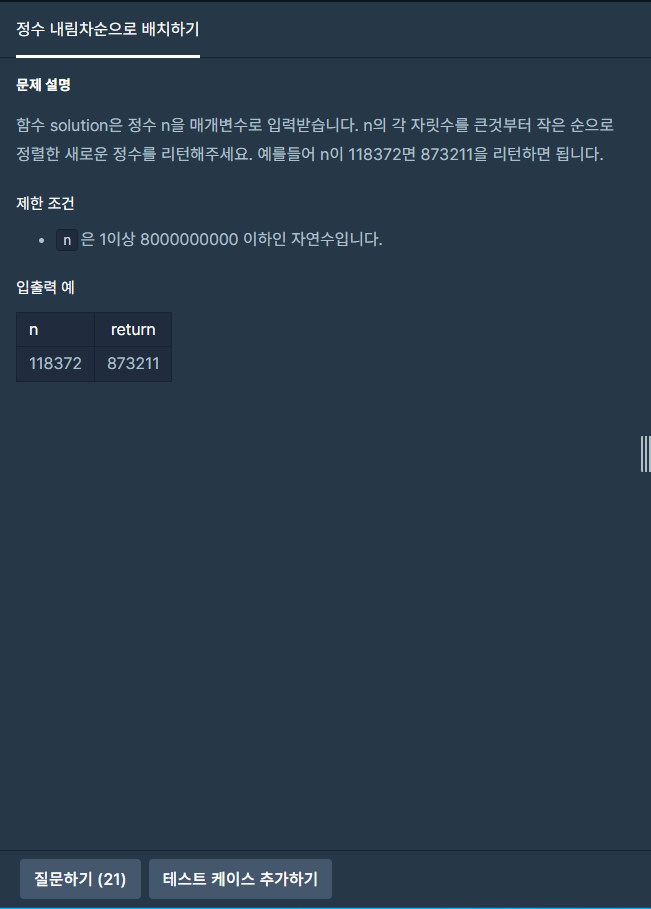 정수 내림차순으로 배치하기
문제 설명
함수 solution은 정수 n을 매개변수로 입력받습니다. n의 각 자릿수를 큰것부터 작은 순으로
정렬한 새로운 정수를 리턴해주세요. 예를들어 n이 118372면 873211을 리턴하면 됩니다.
제한 조건
• n 은 1이상 8000000000 이하인 자연수입니다.
입출력 예
n return
118372 873211
질문하기 (21) 테스트 케이스 추가하기